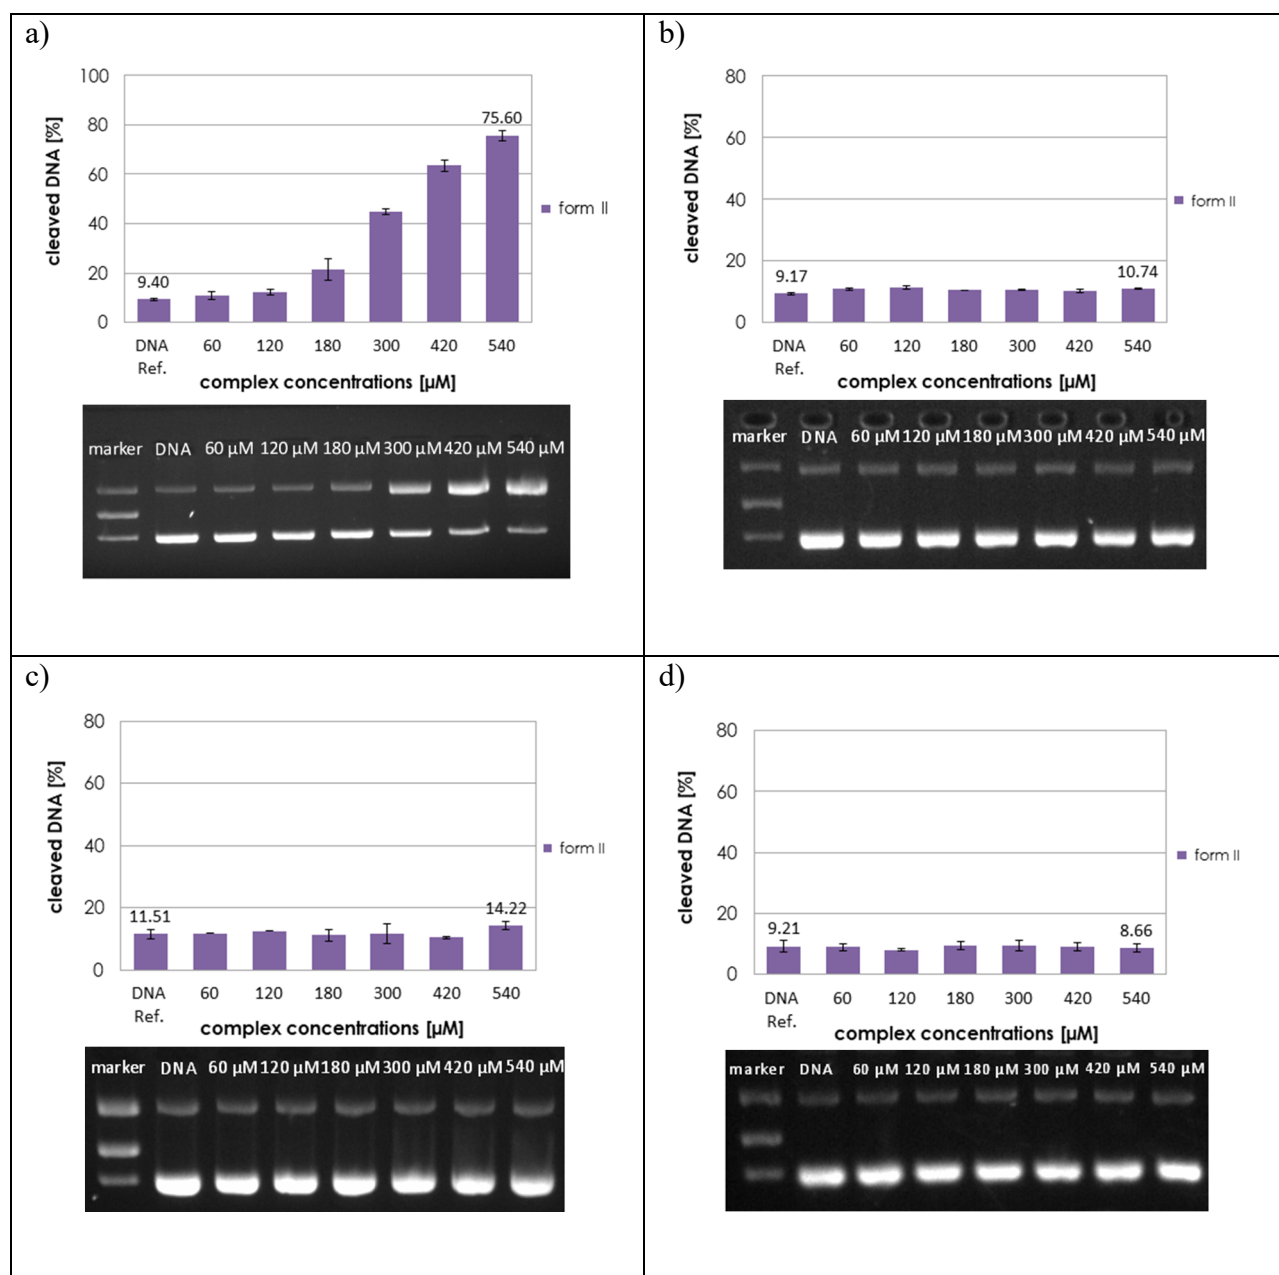 a)
100
80
60
40
20
0
cleaved DNA [%]
9.40
75.60
form II
DNA Ref. 60 120 180 300 420 540
complex concentrations [µM]
marker DNA 60 µM 120 µM 180 µM 300 µM 420 µM 540 µM
b)
80
60
40
20
0
cleaved DNA [%]
9.17
10.74
form II
DNA Ref. 60 120 180 300 420 540
complex concentrations [µM]
marker DNA 60 µM 120 µM 180 µM 300 µM 420 µM 540 µM
c)
80
60
40
20
0
cleaved DNA [%]
11.51
14.22
form II
DNA Ref. 60 120 180 300 420 540
complex concentrations [µM]
marker DNA 60 µM 120 µM 180 µM 300 µM 420 µM 540 µM
d)
80
60
40
20
0
cleaved DNA [%]
9.21
8.66
form II
DNA Ref. 60 120 180 300 420 540
complex concentrations [µM]
marker DNA 60 µM 120 µM 180 µM 300 µM 420 µM 540 µM